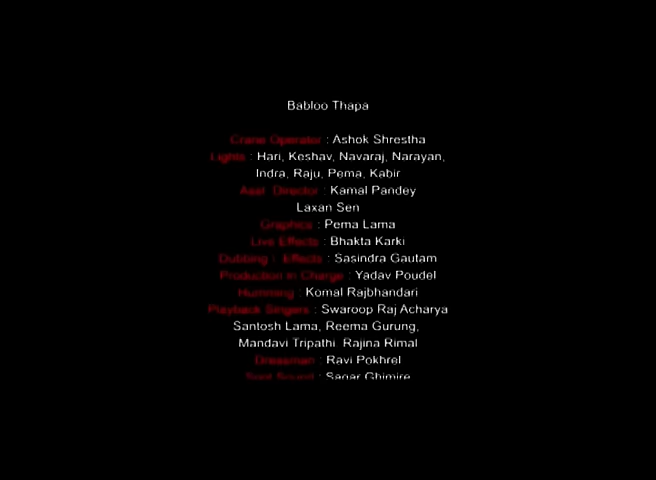 Babloo Thapa
Crane Operator : Ashok Shrestha
Lights : Hari, Keshav, Navaraj, Narayan,
Indra, Raju, Pema, Kabir
Asst. Director : Kamal Pandey
Laxan Sen
Graphics : Pema Lama
Live Effects : Bhakta Karki
Dubbing : Effects : Sasindra Gautam
Production In Charge : Yadav Poudel
Humming : Komal Rajbhandari
Playback Singers : Swaroop Raj Acharya
Santosh Lama, Reema Gurung,
Mandavi Tripathi, Rajina Rimal
Dressman : Ravi Pokhrel
: Sagar Ghimire